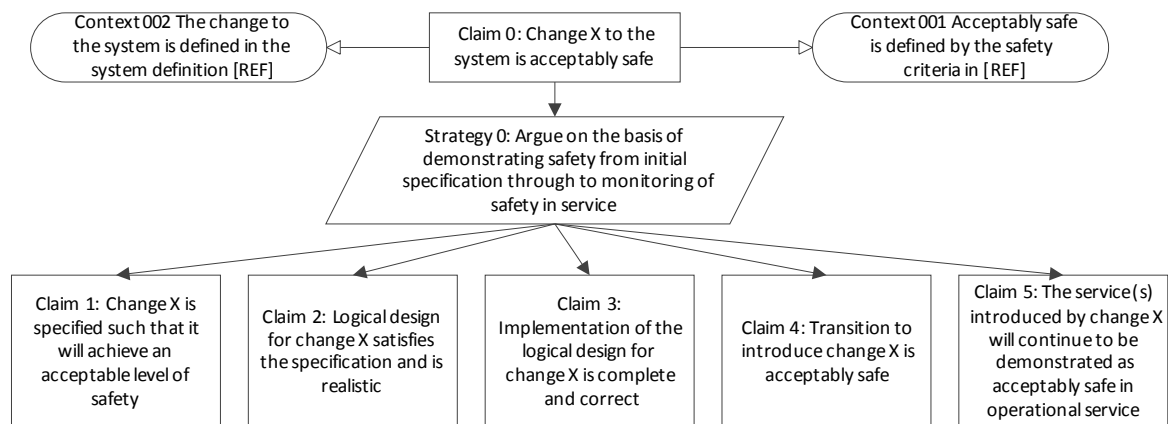 Context 002 The change to
the system is defined in the
system definition [REF]
Claim 0: Change X to the
system is acceptably safe
Context 001 Acceptably safe
is defined by the safety
criteria in [REF]
Strategy 0: Argue on the basis of
demonstrating safety from initial
specification through to monitoring of
safety in service
Claim 1: Change X is
specified such that it
will achieve an
acceptable level of
safety
Claim 2: Logical design
for change X satisfies
the specification and is
realistic
Claim 3:
Implementation of the
logical design for
change X is complete
and correct
Claim 4: Transition to
introduce change X is
acceptably safe
Claim 5: The service(s)
introduced by change X
will continue to be
demonstrated as
acceptably safe in
operational service